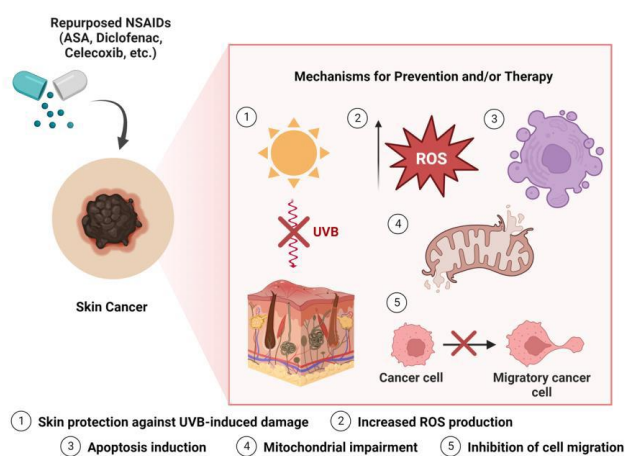 Repurposed NSAIDs
(ASA, Diclofenac,
Celecoxib, etc.)
Skin Cancer
Mechanisms for Prevention and/or Therapy
1
2
ROS
3
UVB
4
5
Cancer cell
Migratory cancer
cell
1 Skin protection against UVB-induced damage
2 Increased ROS production
3 Apoptosis induction
4 Mitochondrial impairment
5 Inhibition of cell migration